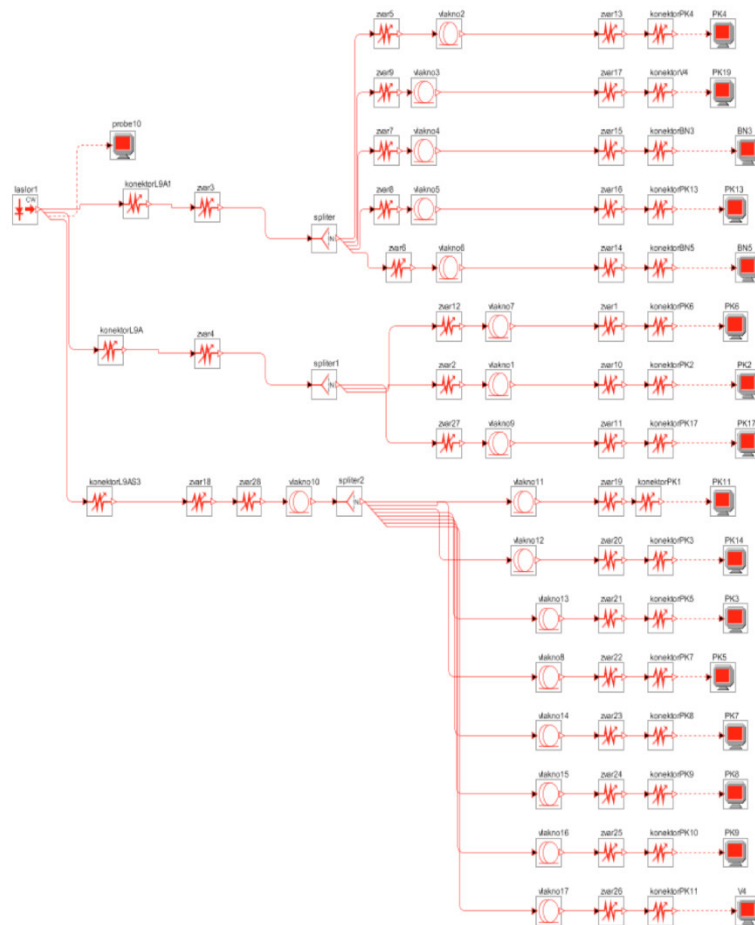 zvar5 vlakno2 zvar13 konektorPK4 PK4
zvar9 vlakno3 zvar17 konektorV4 PK19
probe10
zvar7 vlakno4 zvar15 konektorBN3 BN3
laslor1 CW konektorL9Af zvar3 zvar8 vlakno5 zvar16 konektorPK13 PK13
spliter N
zvar6 vlakno6 zvar14 konektorBN5 BN5
zvar12 vlakno7 zvar1 konektorPK6 PK6
konektorL9A zvar4
spliter1 N zvar2 vlakno1 zvar10 konektorPK2 PK2
zvar27 vlakno9 zvar11 konektorPK17 PK17
konektorL9AS3 zvar18 zvar28 vlakno10 spliter2 N vlakno11 zvar19 konektorPK1 PK11
vlakno12 zvar20 konektorPK3 PK14
vlakno13 zvar21 konektorPK5 PK3
vlakno8 zvar22 konektorPK7 PK5
vlakno14 zvar23 konektorPK8 PK7
vlakno15 zvar24 konektorPK9 PK8
vlakno16 zvar25 konektorPK10 PK9
vlakno17 zvar26 konektorPK11 V4